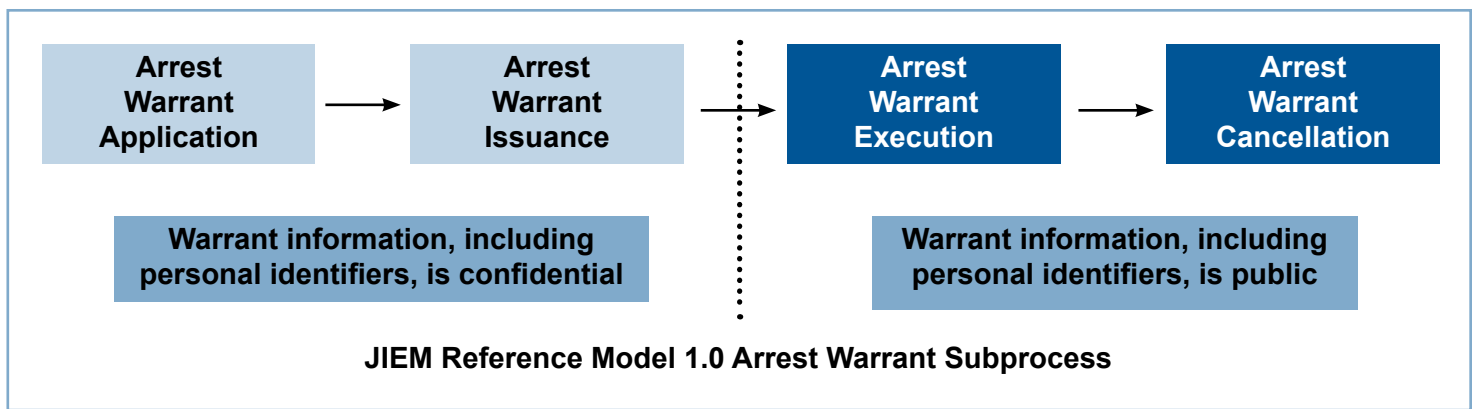 Arrest
Warrant
Application
Arrest
Warrant
Issuance
Arrest
Warrant
Execution
Arrest
Warrant
Cancellation
Warrant information, including
personal identifiers, is confidential
Warrant information, including
personal identifiers, is public
JIEM Reference Model 1.0 Arrest Warrant Subprocess